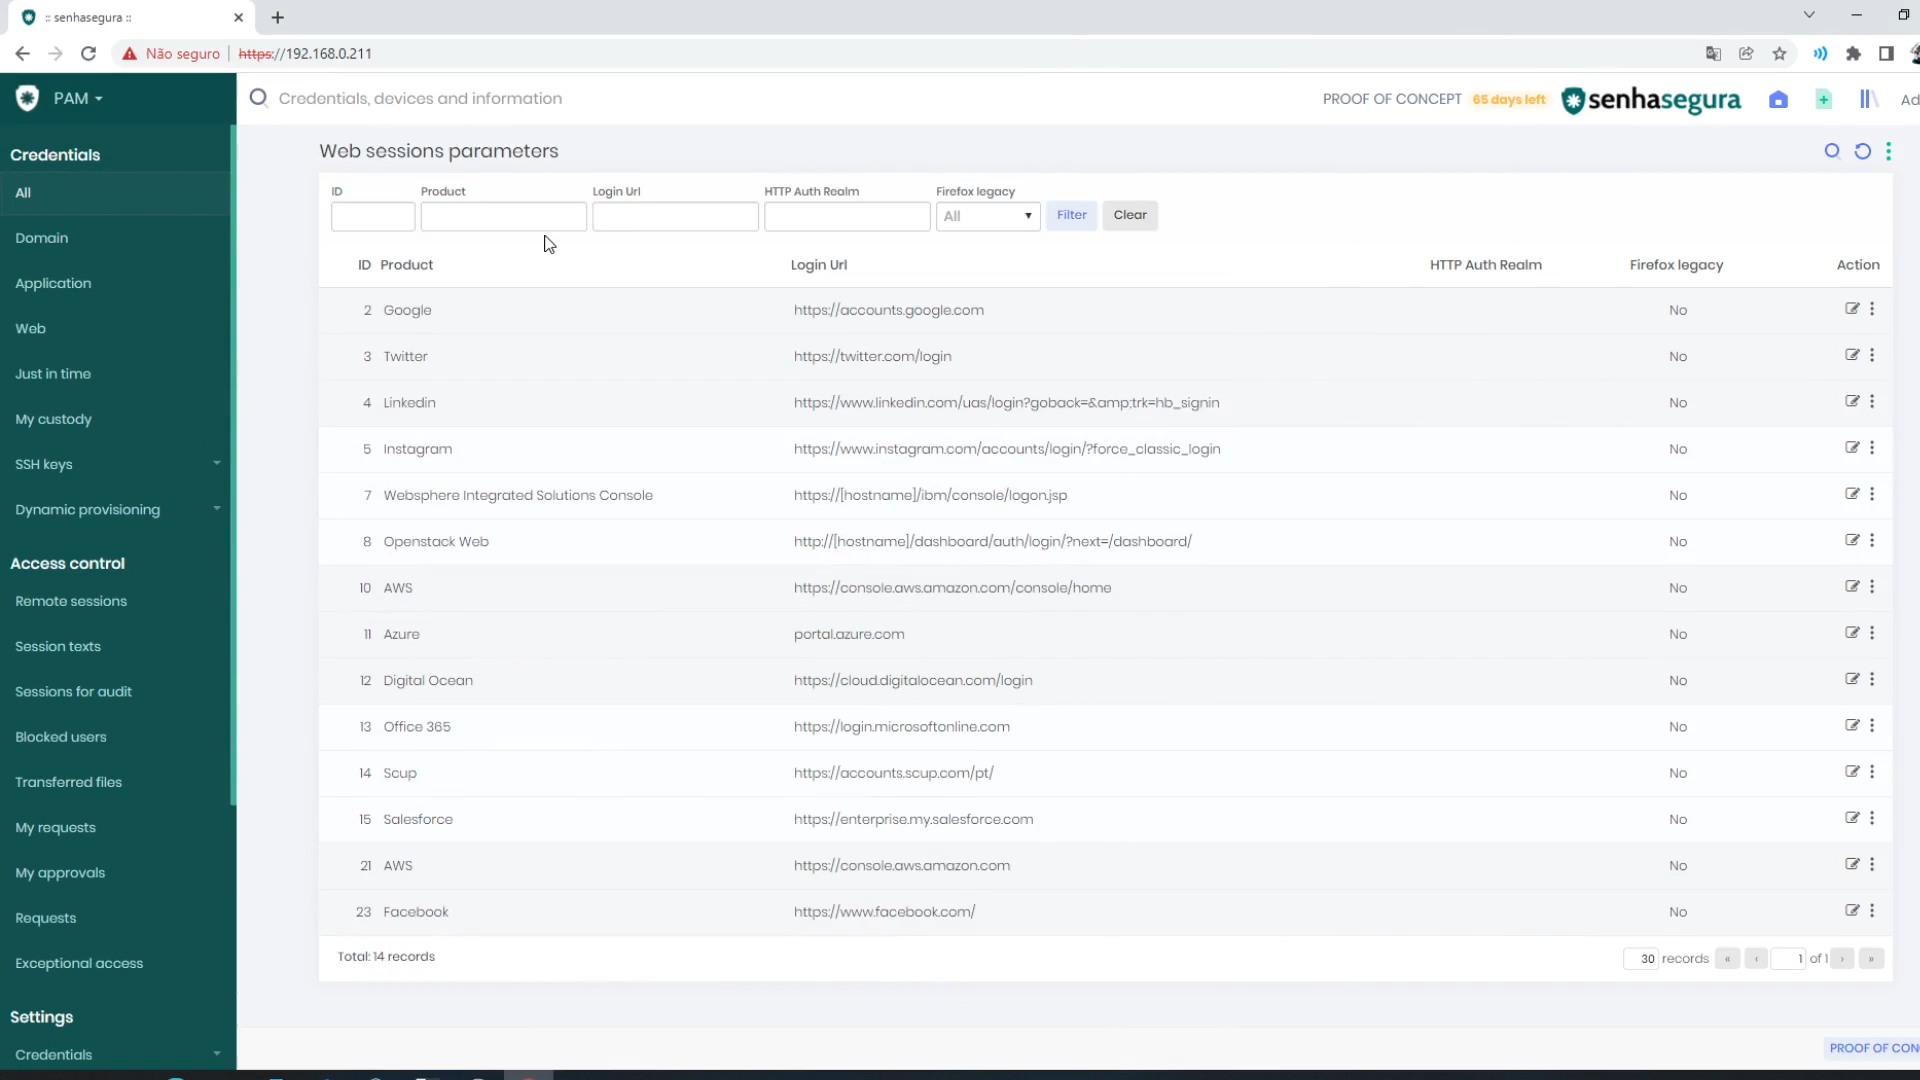 :: senhasegura ::
Não seguro | https://192.168.0.211
PAM
Credentials, devices and information
PROOF OF CONCEPT 65 days left
senhasegura
Credentials
All
Domain
Application
Web
Just in time
My custody
SSH keys
Dynamic provisioning
Access control
Remote sessions
Session texts
Sessions for audit
Blocked users
Transferred files
My requests
My approvals
Requests
Exceptional access
Settings
Credentials
Web sessions parameters
ID Product Login Url HTTP Auth Realm Firefox legacy
All Filter Clear
ID Product Login Url HTTP Auth Realm Firefox legacy Action
2 Google https://accounts.google.com No
3 Twitter https://twitter.com/login No
4 Linkedin https://www.linkedin.com/uas/login?goback=&amp;trk=hb_signin No
5 Instagram https://www.instagram.com/accounts/login/?force_classic_login No
7 Websphere Integrated Solutions Console https://[hostname]/ibm/console/logon.jsp No
8 Openstack Web http://[hostname]/dashboard/auth/login/?next=/dashboard/ No
10 AWS https://console.aws.amazon.com/console/home No
11 Azure portal.azure.com No
12 Digital Ocean https://cloud.digitalocean.com/login No
13 Office 365 https://login.microsoftonline.com No
14 Scup https://accounts.scup.com/pt/ No
15 Salesforce https://enterprise.my.salesforce.com No
21 AWS https://console.aws.amazon.com No
23 Facebook https://www.facebook.com/ No
Total: 14 records
30 records « ‹ 1 of 1 › »
PROOF OF CON